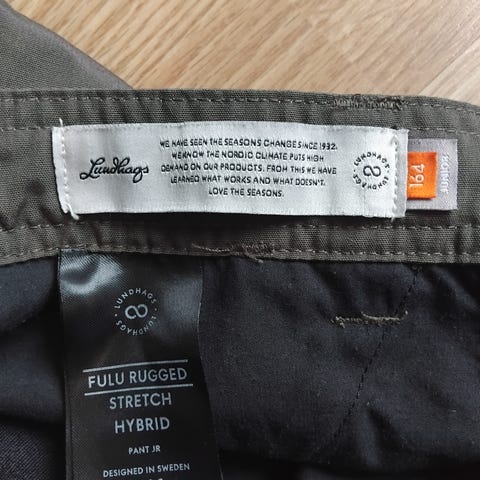 Lundhags
WE HAVE SEEN THE SEASONS CHANGE SINCE 1932.
WE KNOW THE NORDIC CLIMATE PUTS HIGH
DEMAND ON OUR PRODUCTS. FROM THIS WE HAVE
LEARNED WHAT WORKS AND WHAT DOESN'T.
LOVE THE SEASONS.
LUNDHAGS · LUNDHAGS ·
164
JUNIOR
LUNDHAGS · LUNDHAGS ·
FULU RUGGED
STRETCH
HYBRID
PANT JR
DESIGNED IN SWEDEN